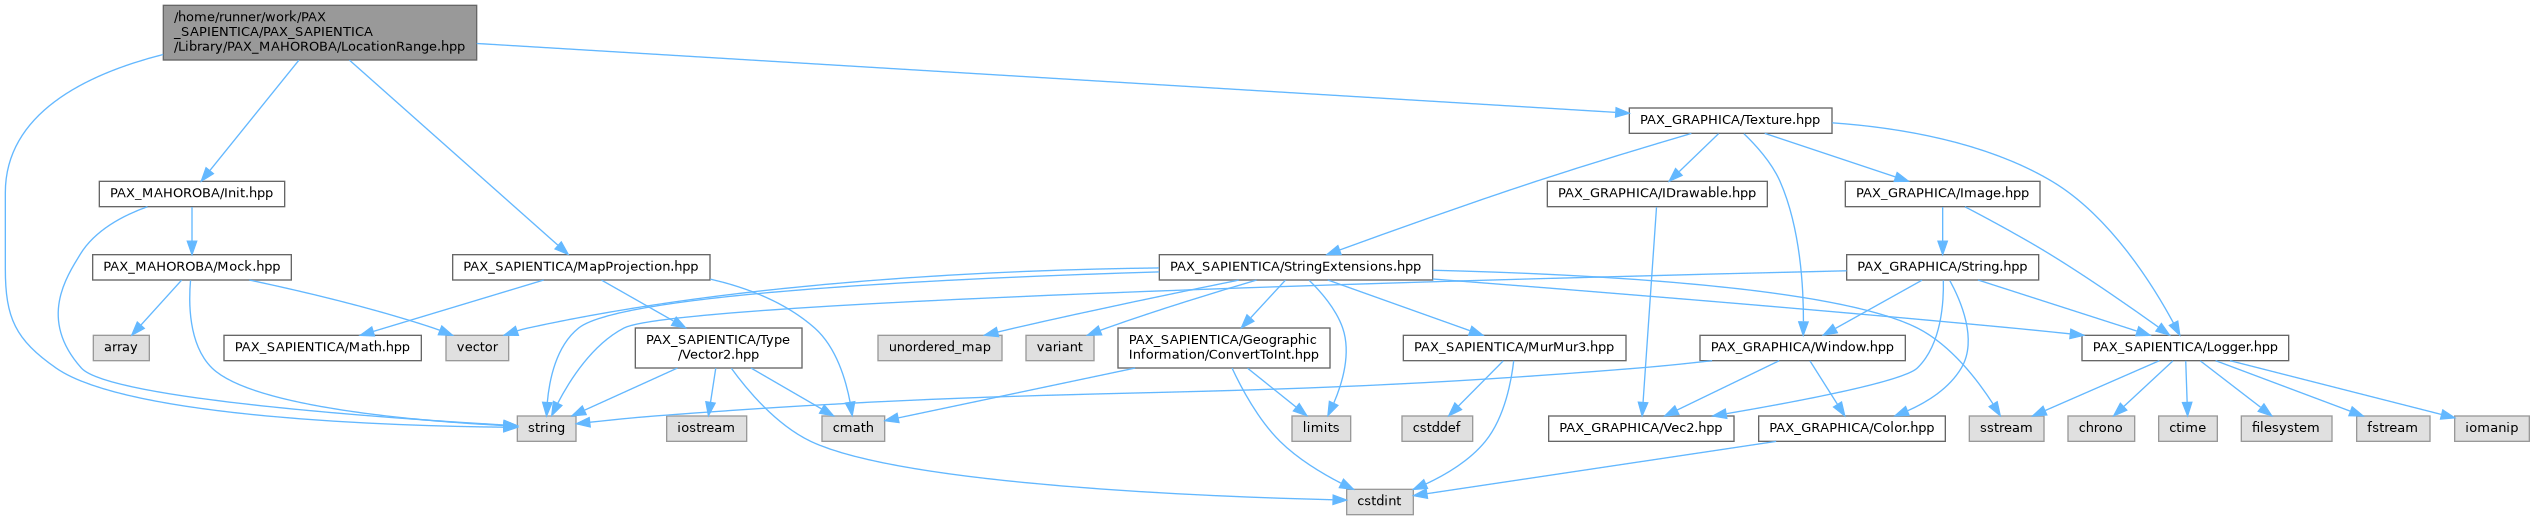 /home/runner/work/PAX
_SAPIENTICA/PAX_SAPIENTICA
/Library/PAX_MAHOROBA/LocationRange.hpp
PAX_GRAPHICA/Texture.hpp
PAX_MAHOROBA/Init.hpp
PAX_GRAPHICA/IDrawable.hpp
PAX_GRAPHICA/Image.hpp
PAX_MAHOROBA/Mock.hpp
PAX_SAPIENTICA/MapProjection.hpp
PAX_SAPIENTICA/StringExtensions.hpp
PAX_GRAPHICA/String.hpp
array
PAX_SAPIENTICA/Math.hpp
vector
PAX_SAPIENTICA/Type
/Vector2.hpp
unordered_map
variant
PAX_SAPIENTICA/Geographic
Information/ConvertToInt.hpp
PAX_SAPIENTICA/MurMur3.hpp
PAX_GRAPHICA/Window.hpp
PAX_SAPIENTICA/Logger.hpp
string
iostream
cmath
limits
cstddef
PAX_GRAPHICA/Vec2.hpp
PAX_GRAPHICA/Color.hpp
sstream
chrono
ctime
filesystem
fstream
iomanip
cstdint